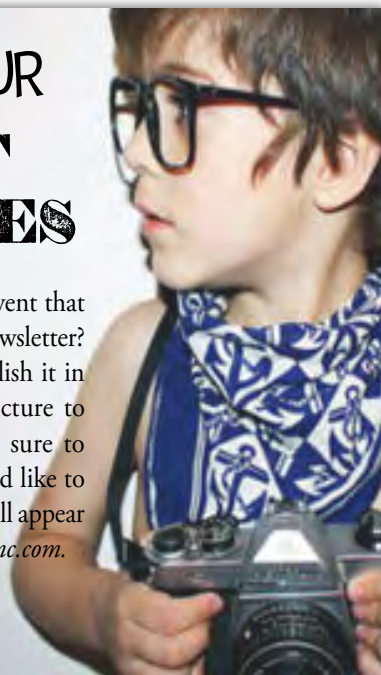 UR
T
ES
vent that
wsletter?
lish it in
cture to
sure to
d like to
ll appear
nc.com.